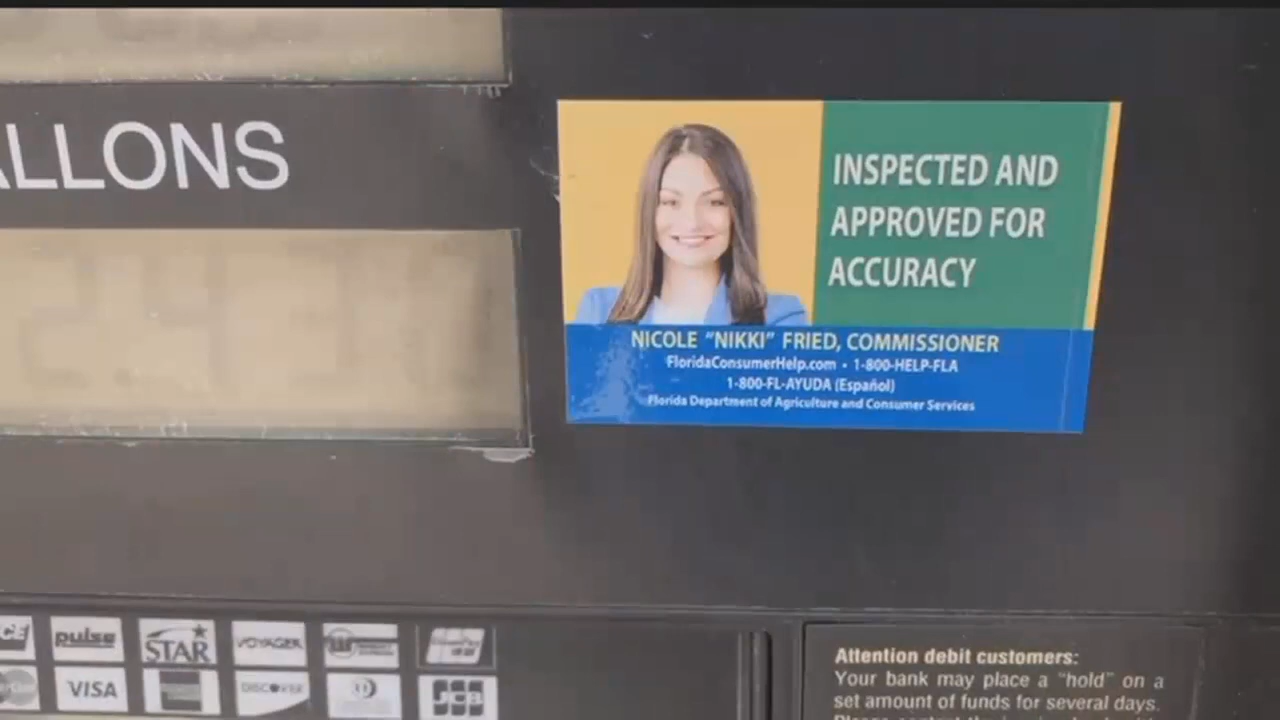 ALLONS
INSPECTED AND
APPROVED FOR
ACCURACY
NICOLE “NIKKI” FRIED, COMMISSIONER
FloridaConsumerHelp.com • 1-800-HELP-FLA
1-800-FL-AYUDA (Español)
Florida Department of Agriculture and Consumer Services
CE pulse STAR VOYAGER
VISA DISCOVER JCB
Attention debit customers:
Your bank may place a "hold" on a
set amount of funds for several days.